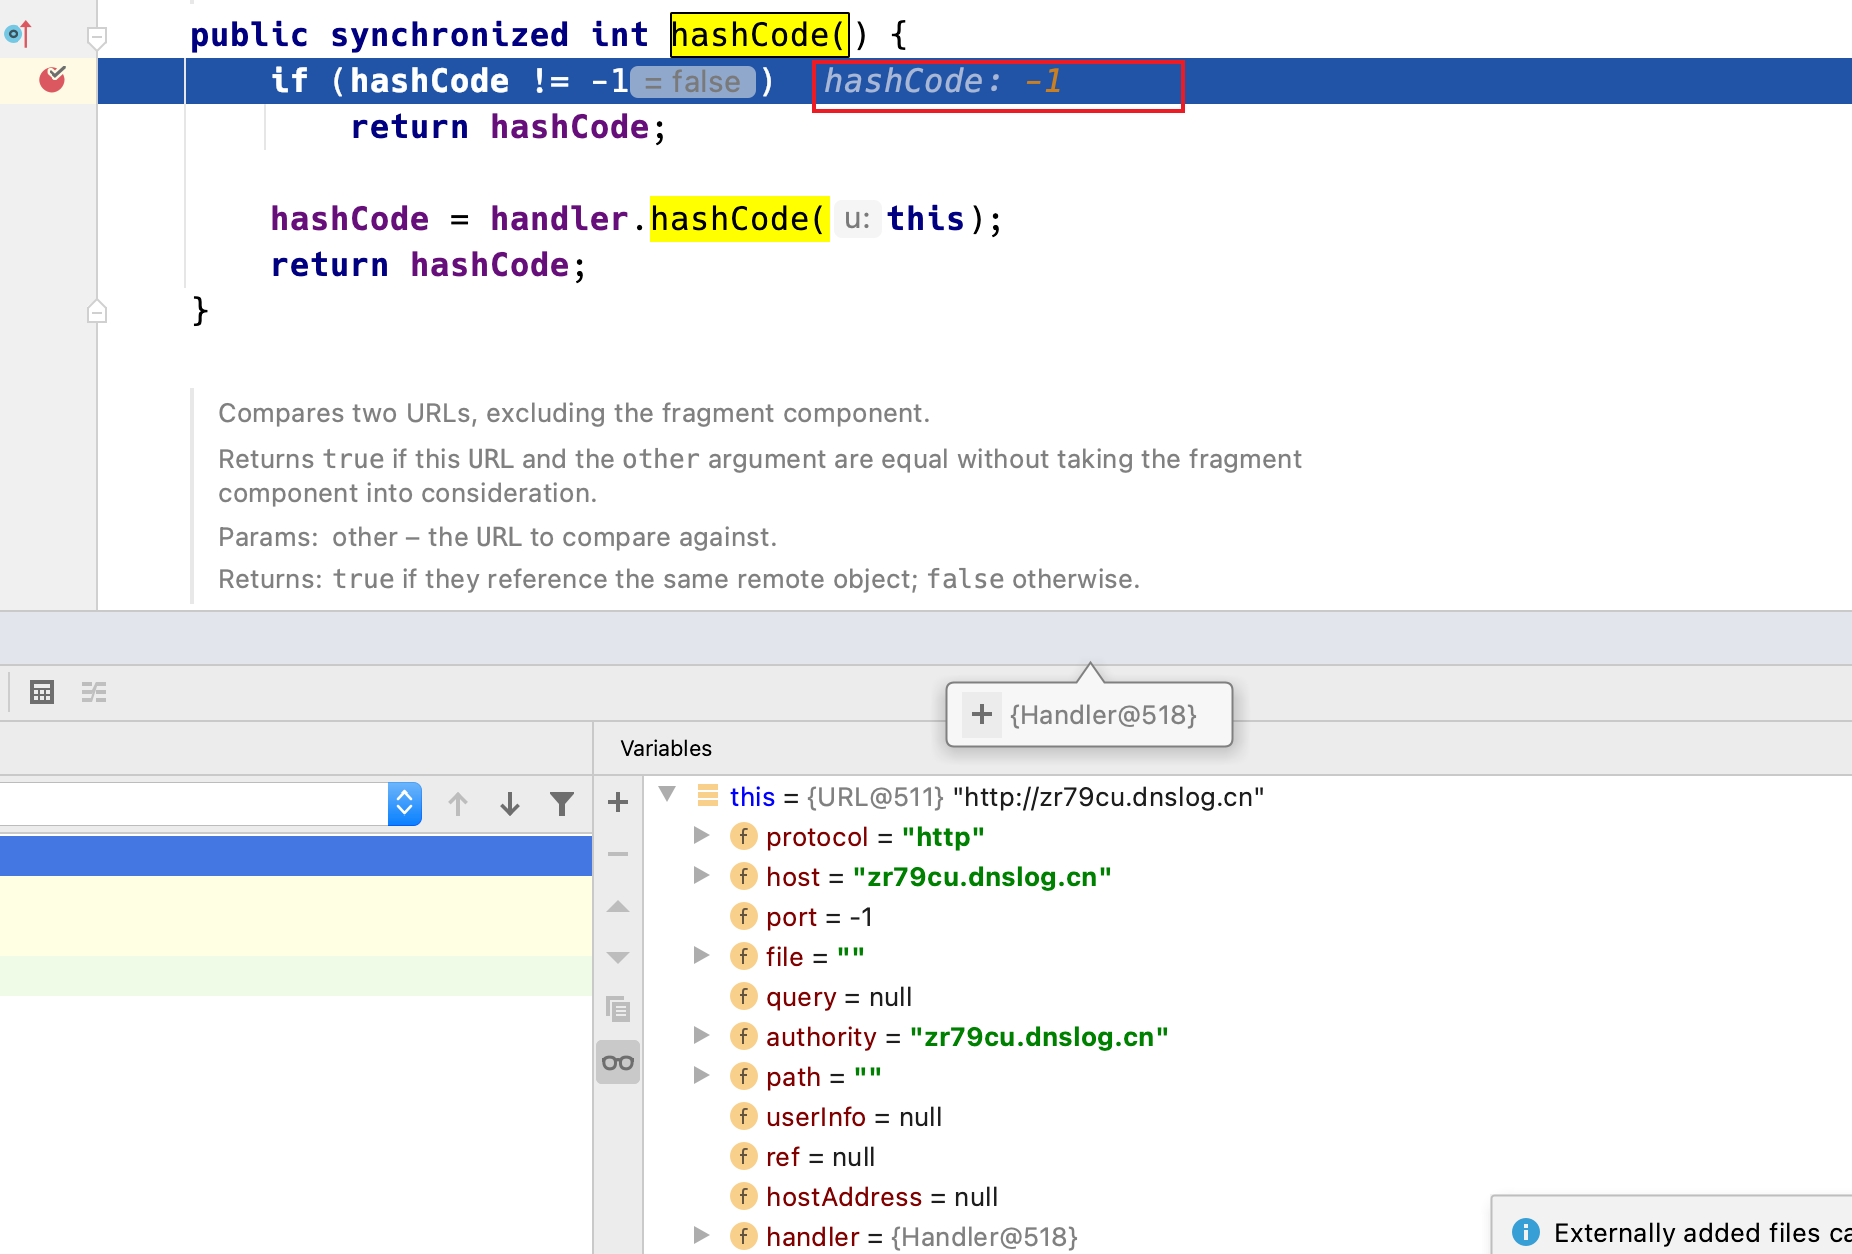 public synchronized int hashCode() {
if (hashCode != -1 = false ) hashCode: -1
return hashCode;
hashCode = handler.hashCode( u: this);
return hashCode;
}
Compares two URLs, excluding the fragment component.
Returns true if this URL and the other argument are equal without taking the fragment
component into consideration.
Params: other – the URL to compare against.
Returns: true if they reference the same remote object; false otherwise.
+ {Handler@518}
Variables
this = {URL@511} "http://zr79cu.dnslog.cn"
f protocol = "http"
f host = "zr79cu.dnslog.cn"
f port = -1
f file = ""
f query = null
f authority = "zr79cu.dnslog.cn"
f path = ""
f userInfo = null
f ref = null
f hostAddress = null
f handler = {Handler@518}
Externally added files ca